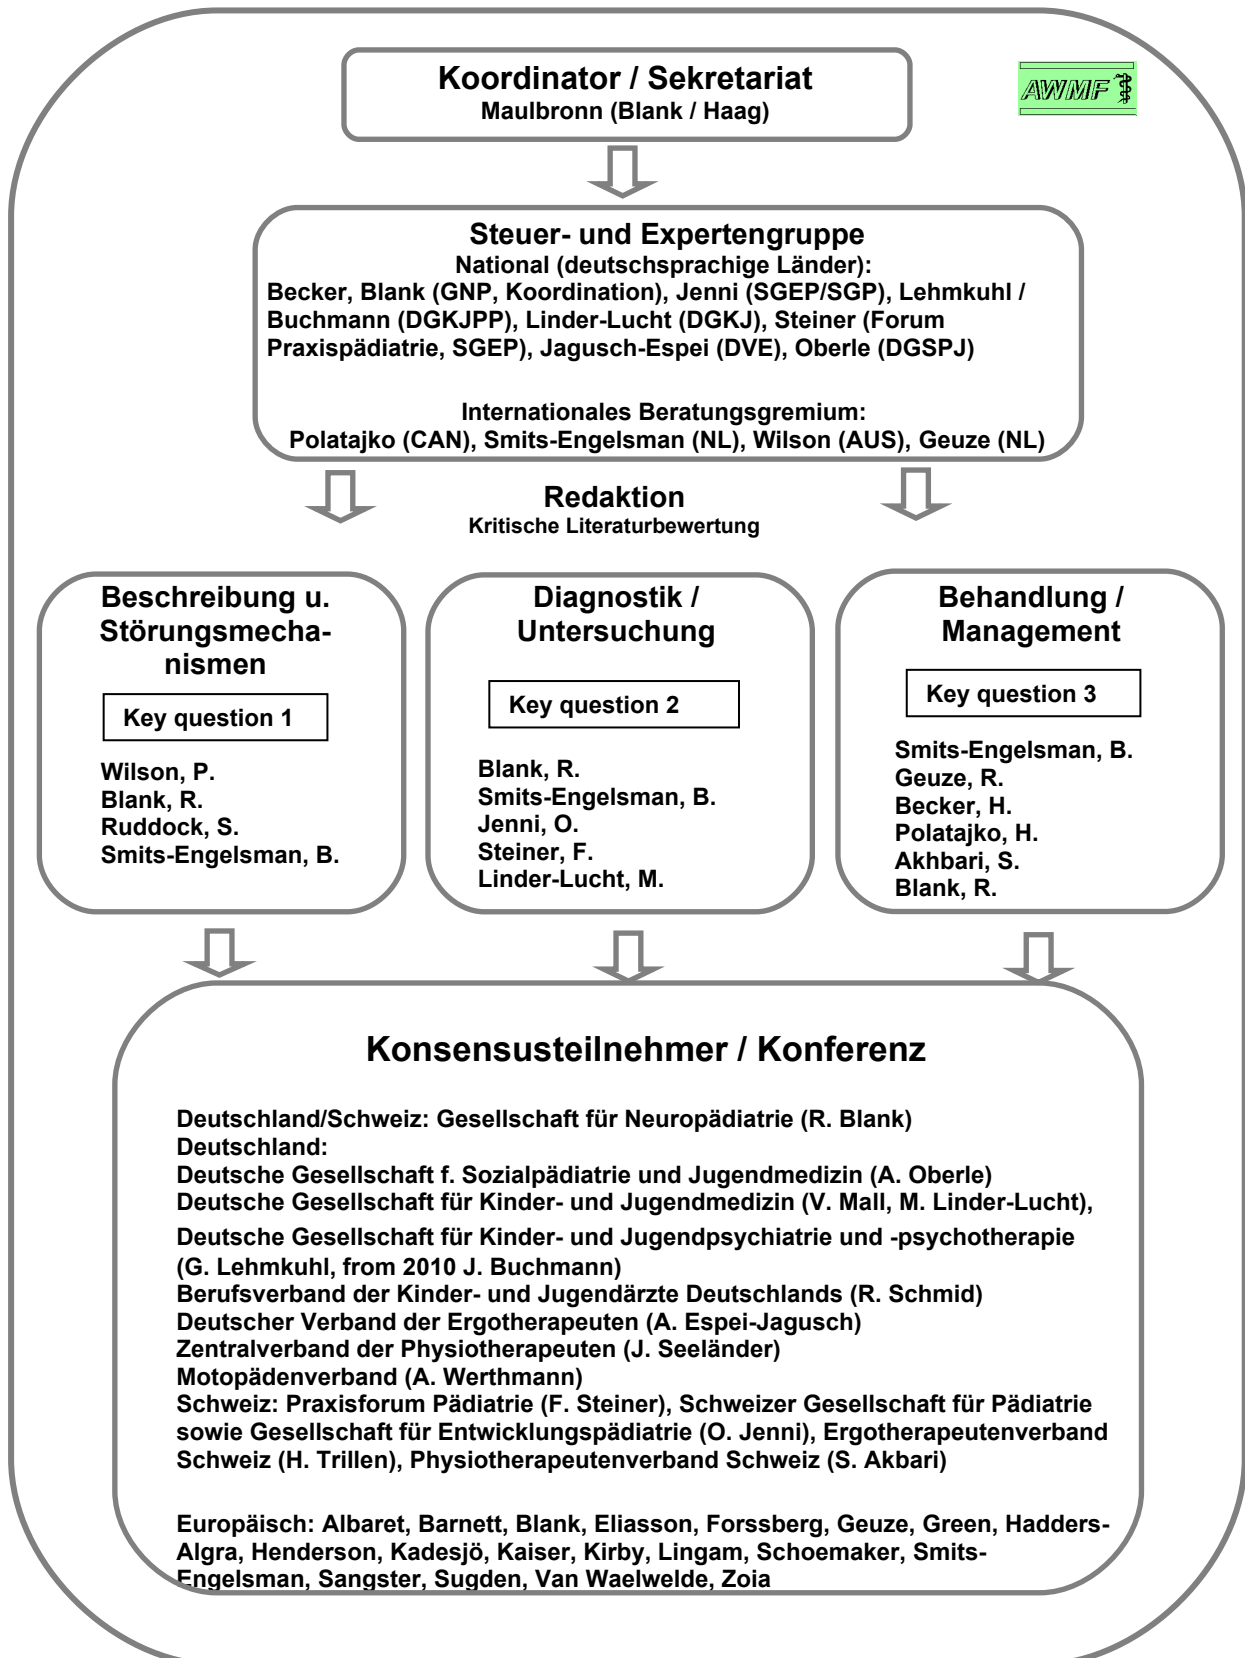 Koordinator / Sekretariat
Maulbronn (Blank / Haag)
AWMF
Steuer- und Expertengruppe
National (deutschsprachige Länder):
Becker, Blank (GNP, Koordination), Jenni (SGEP/SGP), Lehmkuhl /
Buchmann (DGKJPP), Linder-Lucht (DGKJ), Steiner (Forum
Praxispädiatrie, SGEP), Jagusch-Espei (DVE), Oberle (DGSPJ)
Internationales Beratungsgremium:
Polatajko (CAN), Smits-Engelsman (NL), Wilson (AUS), Geuze (NL)
Redaktion
Kritische Literaturbewertung
Beschreibung u.
Störungsmecha-
nismen
Key question 1
Wilson, P.
Blank, R.
Ruddock, S.
Smits-Engelsman, B.
Diagnostik /
Untersuchung
Key question 2
Blank, R.
Smits-Engelsman, B.
Jenni, O.
Steiner, F.
Linder-Lucht, M.
Behandlung /
Management
Key question 3
Smits-Engelsman, B.
Geuze, R.
Becker, H.
Polatajko, H.
Akhbari, S.
Blank, R.
Konsensusteilnehmer / Konferenz
Deutschland/Schweiz: Gesellschaft für Neuropädiatrie (R. Blank)
Deutschland:
Deutsche Gesellschaft f. Sozialpädiatrie und Jugendmedizin (A. Oberle)
Deutsche Gesellschaft für Kinder- und Jugendmedizin (V. Mall, M. Linder-Lucht),
Deutsche Gesellschaft für Kinder- und Jugendpsychiatrie und -psychotherapie
(G. Lehmkuhl, from 2010 J. Buchmann)
Berufsverband der Kinder- und Jugendärzte Deutschlands (R. Schmid)
Deutscher Verband der Ergotherapeuten (A. Espei-Jagusch)
Zentralverband der Physiotherapeuten (J. Seeländer)
Motopädenverband (A. Werthmann)
Schweiz: Praxisforum Pädiatrie (F. Steiner), Schweizer Gesellschaft für Pädiatrie
sowie Gesellschaft für Entwicklungspädiatrie (O. Jenni), Ergotherapeutenverband
Schweiz (H. Trillen), Physiotherapeutenverband Schweiz (S. Akbari)
Europäisch: Albaret, Barnett, Blank, Eliasson, Forssberg, Geuze, Green, Hadders-
Algra, Henderson, Kadesjö, Kaiser, Kirby, Lingam, Schoemaker, Smits-
Engelsman, Sangster, Sugden, Van Waelwelde, Zoia